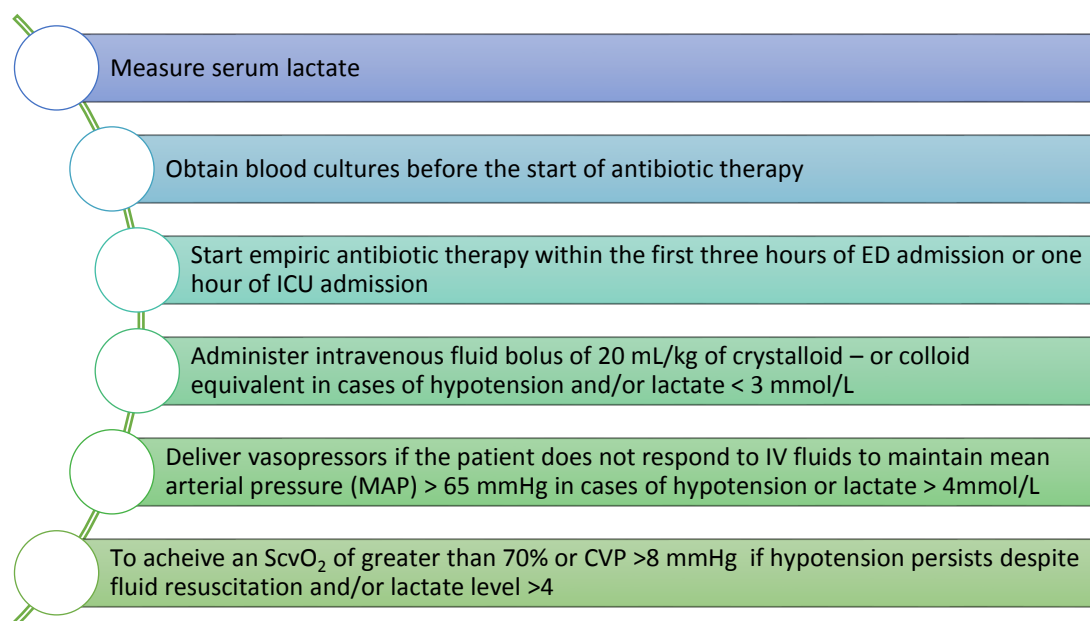 Measure serum lactate
Obtain blood cultures before the start of antibiotic therapy
Start empiric antibiotic therapy within the first three hours of ED admission or one
hour of ICU admission
Administer intravenous fluid bolus of 20 mL/kg of crystalloid – or colloid
equivalent in cases of hypotension and/or lactate < 3 mmol/L
Deliver vasopressors if the patient does not respond to IV fluids to maintain mean
arterial pressure (MAP) > 65 mmHg in cases of hypotension or lactate > 4mmol/L
To acheive an ScvO₂ of greater than 70% or CVP >8 mmHg if hypotension persists despite
fluid resuscitation and/or lactate level >4